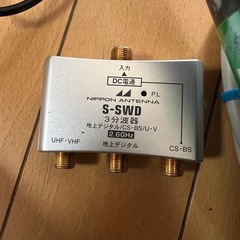 入力
DC電通
P.L
NIPPON ANTENNA
S-SWD
3分波器
地上デジタル/CS・BS/U・V
2.6GHz
UHF・VHF
地上デジタル
CS・BS